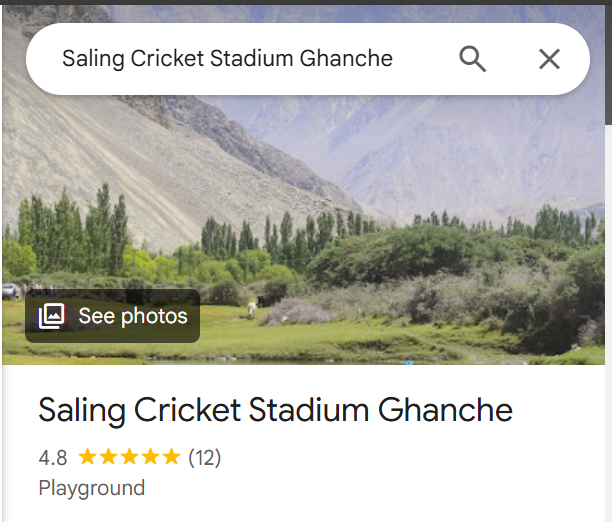 Saling Cricket Stadium Ghanche
See photos
Saling Cricket Stadium Ghanche
4.8 (12)
Playground